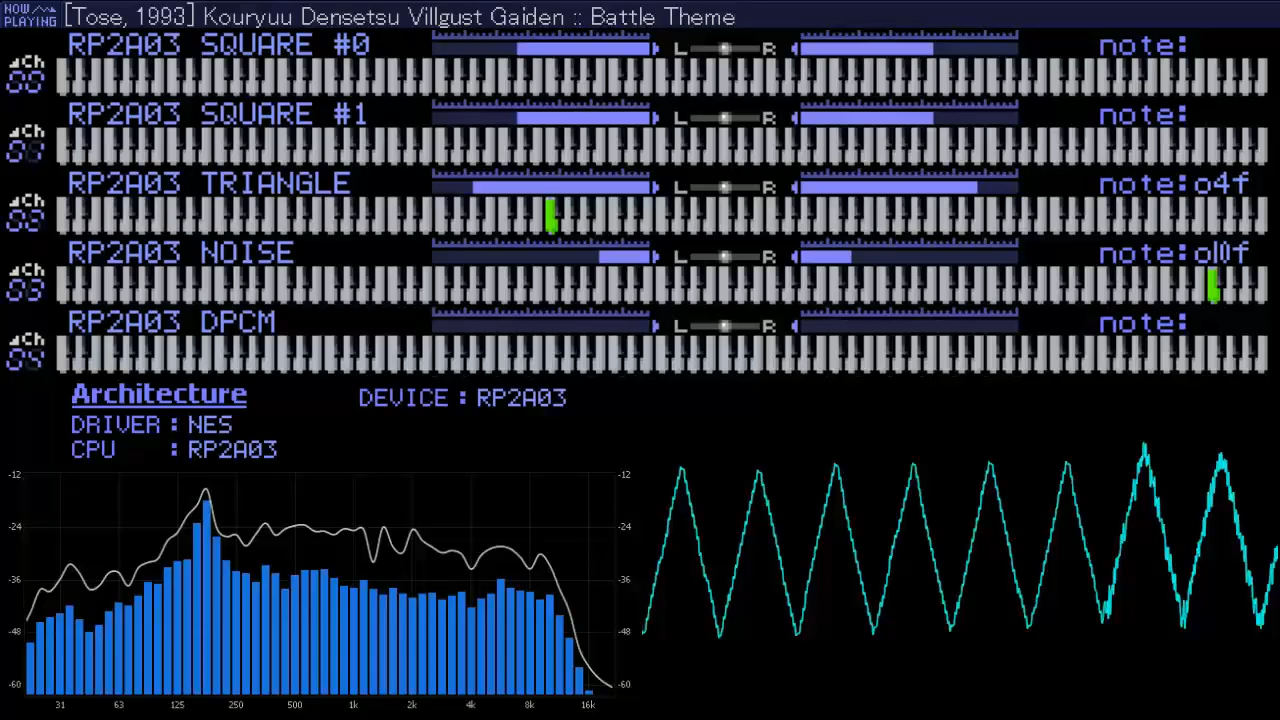 NOW PLAYING [Tose, 1993] Kouryuu Densetsu Villgust Gaiden :: Battle Theme
RP2A03 SQUARE #0 L R note:
Ch 00
RP2A03 SQUARE #1 L R note:
Ch
RP2A03 TRIANGLE L R note:o4f
Ch 02
RP2A03 NOISE L R note:o10f
Ch 03
RP2A03 DPCM L R note:
Ch 04
Architecture DEVICE : RP2A03
DRIVER : NES
CPU : RP2A03
-12 -12
-24 -24
-36 -36
-48 -48
-60 -60
31 63 125 250 500 1k 2k 4k 8k 16k